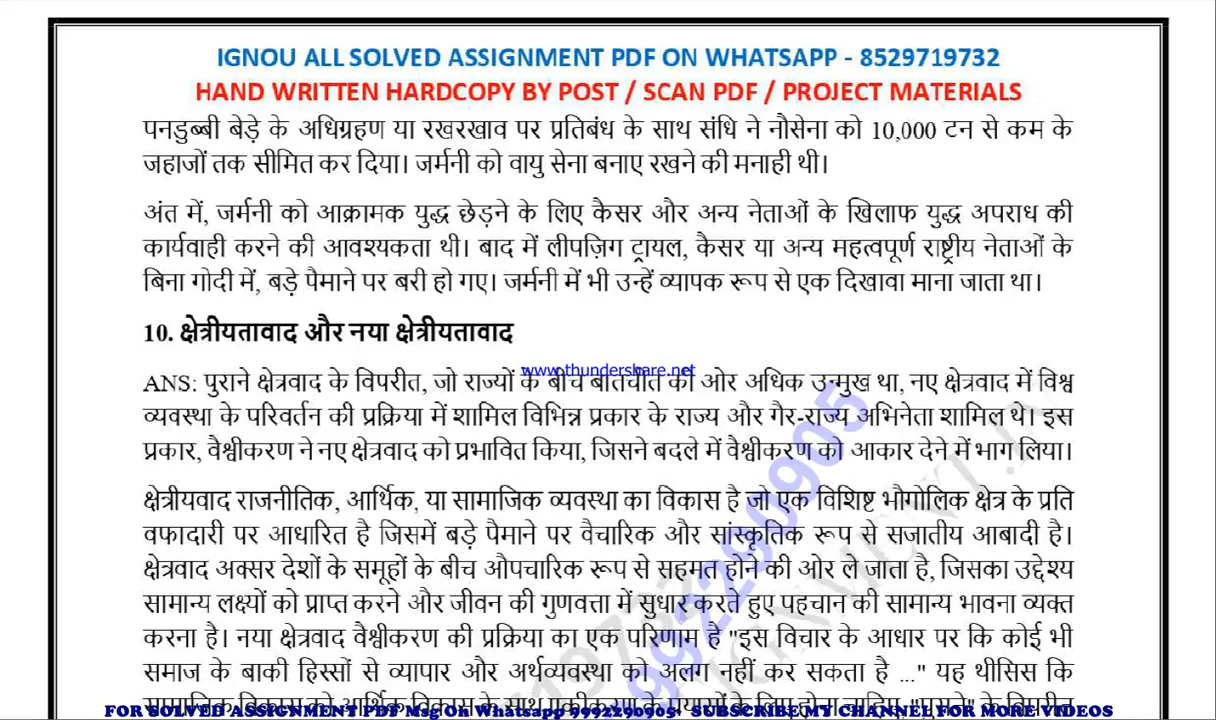 IGNOU ALL SOLVED ASSIGNMENT PDF ON WHATSAPP - 8529719732
HAND WRITTEN HARDCOPY BY POST / SCAN PDF / PROJECT MATERIALS
पनडुब्बी बेड़े के अधिग्रहण या रखरखाव पर प्रतिबंध के साथ संधि ने नौसेना को 10,000 टन से कम के
जहाजों तक सीमित कर दिया। जर्मनी को वायु सेना बनाए रखने की मनाही थी।
अंत में, जर्मनी को आक्रामक युद्ध छेड़ने के लिए कैसर और अन्य नेताओं के खिलाफ युद्ध अपराध की
कार्यवाही करने की आवश्यकता थी। बाद में लीपज़िग ट्रायल, कैसर या अन्य महत्वपूर्ण राष्ट्रीय नेताओं के
बिना गोदी में, बड़े पैमाने पर बरी हो गए। जर्मनी में भी उन्हें व्यापक रूप से एक दिखावा माना जाता था।
10. क्षेत्रीयतावाद और नया क्षेत्रीयतावाद
www.thundershare.net
ANS: पुराने क्षेत्रवाद के विपरीत, जो राज्यों के बीच बातचीत की ओर अधिक उन्मुख था, नए क्षेत्रवाद में विश्व
व्यवस्था के परिवर्तन की प्रक्रिया में शामिल विभिन्न प्रकार के राज्य और गैर-राज्य अभिनेता शामिल थे। इस
प्रकार, वैश्वीकरण ने नए क्षेत्रवाद को प्रभावित किया, जिसने बदले में वैश्वीकरण को आकार देने में भाग लिया।
क्षेत्रीयवाद राजनीतिक, आर्थिक, या सामाजिक व्यवस्था का विकास है जो एक विशिष्ट भौगोलिक क्षेत्र के प्रति
वफादारी पर आधारित है जिसमें बड़े पैमाने पर वैचारिक और सांस्कृतिक रूप से सजातीय आबादी है।
क्षेत्रवाद अक्सर देशों के समूहों के बीच औपचारिक रूप से सहमत होने की ओर ले जाता है, जिसका उद्देश्य
सामान्य लक्ष्यों को प्राप्त करने और जीवन की गुणवत्ता में सुधार करते हुए पहचान की सामान्य भावना व्यक्त
करना है। नया क्षेत्रवाद वैश्वीकरण की प्रक्रिया का एक परिणाम है "इस विचार के आधार पर कि कोई भी
समाज के बाकी हिस्सों से व्यापार और अर्थव्यवस्था को अलग नहीं कर सकता है ..." यह थीसिस कि
992290905
FOR SOLVED ASSIGNMENT PDF Msg On Whatsapp 9992290905- SUBSCRIBE MY CHANNEL FOR MORE VIDEOS